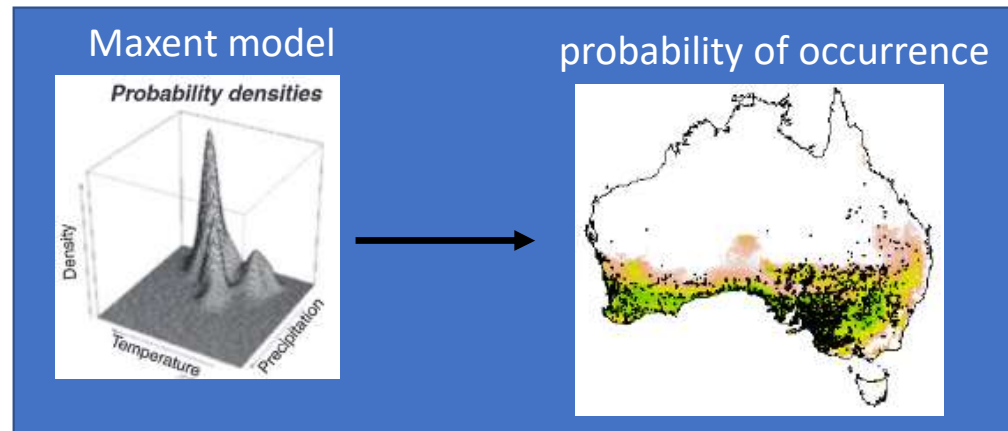 Maxent model
probability of occurrence
Probability densities
Density
Temperature
Precipitation